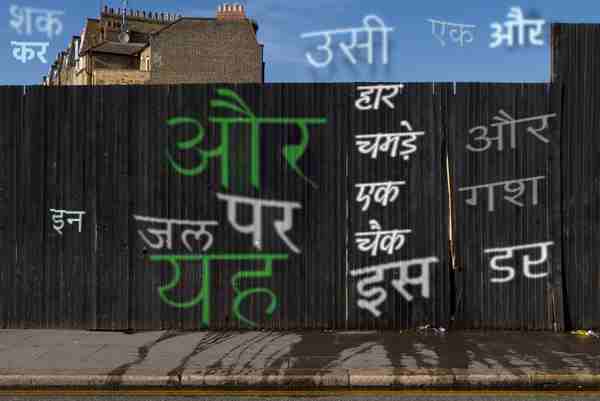 शक
कर
उसी
एक और
हार
चमड़े
एक
चैक
इस
और
और
गश
डर
इन
जल पर
यह